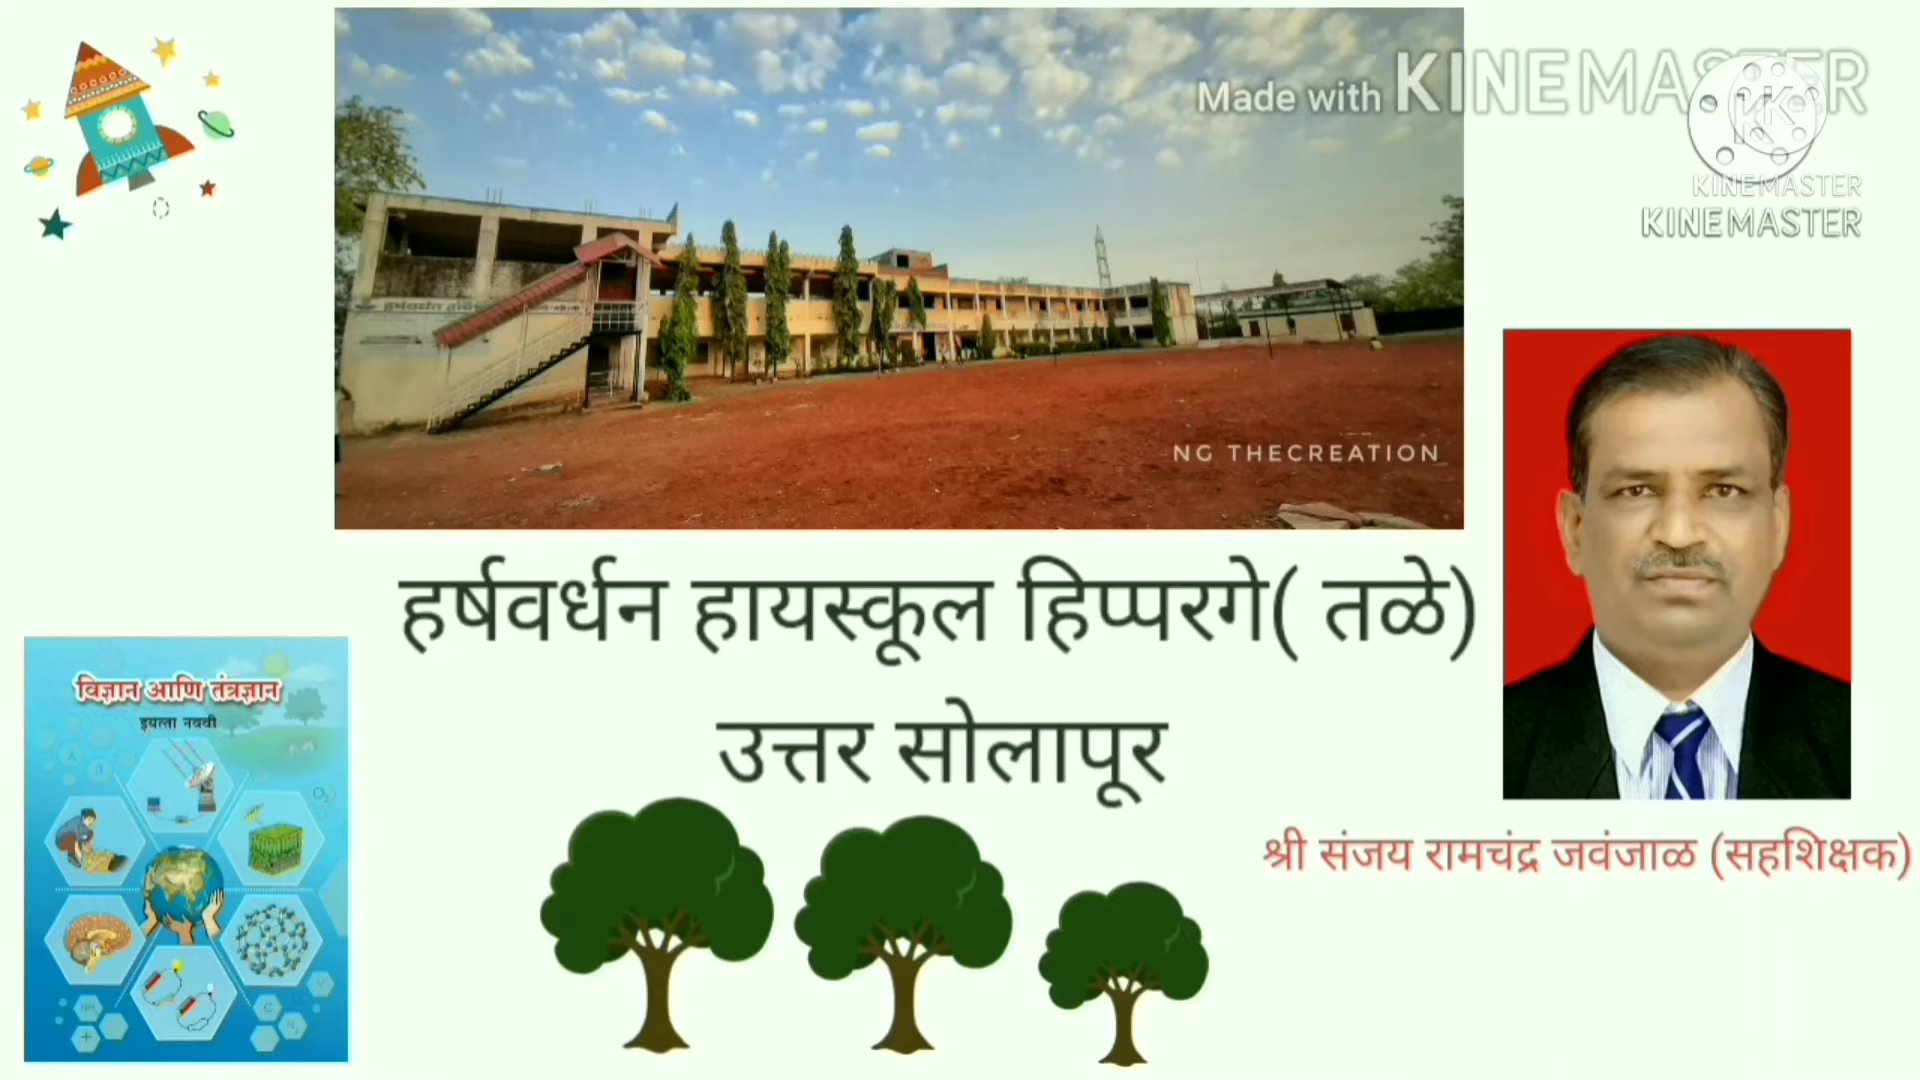 Made with KINEMASTER
KINEMASTER
KINEMASTER
NG THECREATION
हर्षवर्धन हायस्कूल हिप्परगे( तळे)
उत्तर सोलापूर
विज्ञान आणि तंत्रज्ञान
इयत्ता नववी
श्री संजय रामचंद्र जवंजाळ (सहशिक्षक)